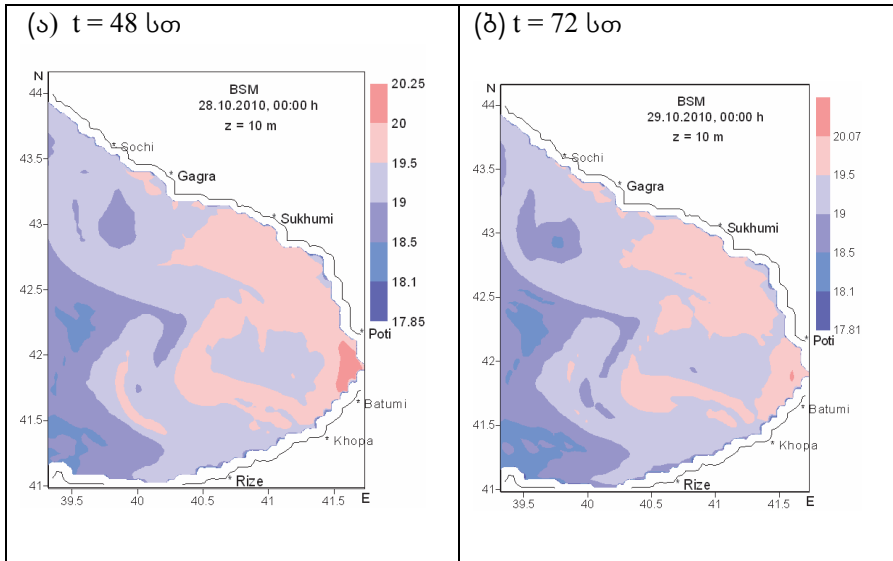 (ა) t = 48 სთ
N
44
43.5
43
42.5
42
41.5
41
39.5 40 40.5 41 41.5
E
BSM
28.10.2010, 00:00 h
z = 10 m
Sochi
Gagra
Sukhumi
Poti
Batumi
Khopa
Rize
20.25
20
19.5
19
18.5
18.1
17.85
(ბ) t = 72 სთ
N
44
43.5
43
42.5
42
41.5
41
39.5 40 40.5 41 41.5
E
BSM
29.10.2010, 00:00 h
z = 10 m
Sochi
Gagra
Sukhumi
Poti
Batumi
Khopa
Rize
20.07
19.5
19
18.5
18.1
17.81